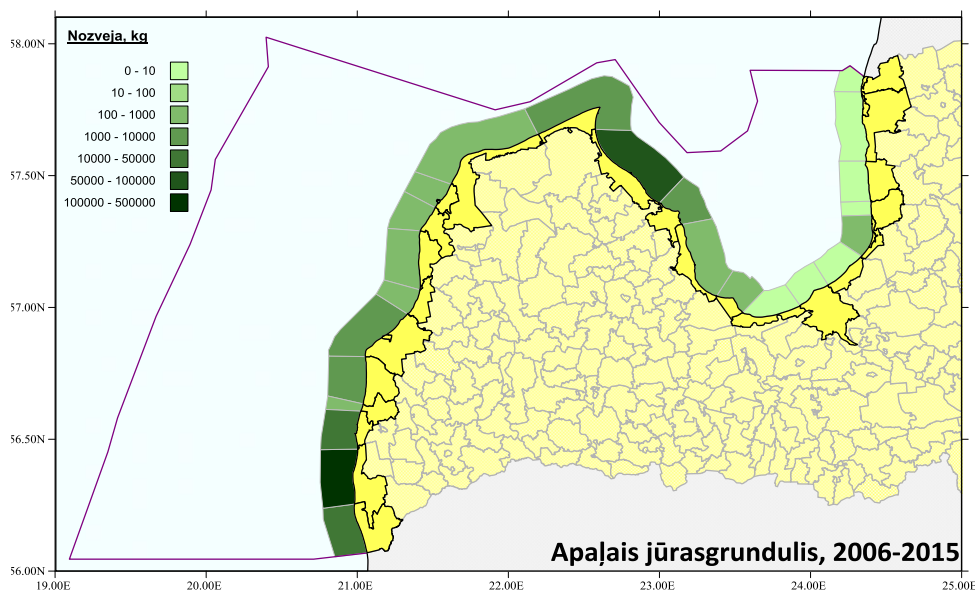 Nozveja, kg
0 - 10
10 - 100
100 - 1000
1000 - 10000
10000 - 50000
50000 - 100000
100000 - 500000
58.00N
57.50N
57.00N
56.50N
56.00N
Apaļais jūrasgrundulis, 2006-2015
19.00E 20.00E 21.00E 22.00E 23.00E 24.00E 25.00E